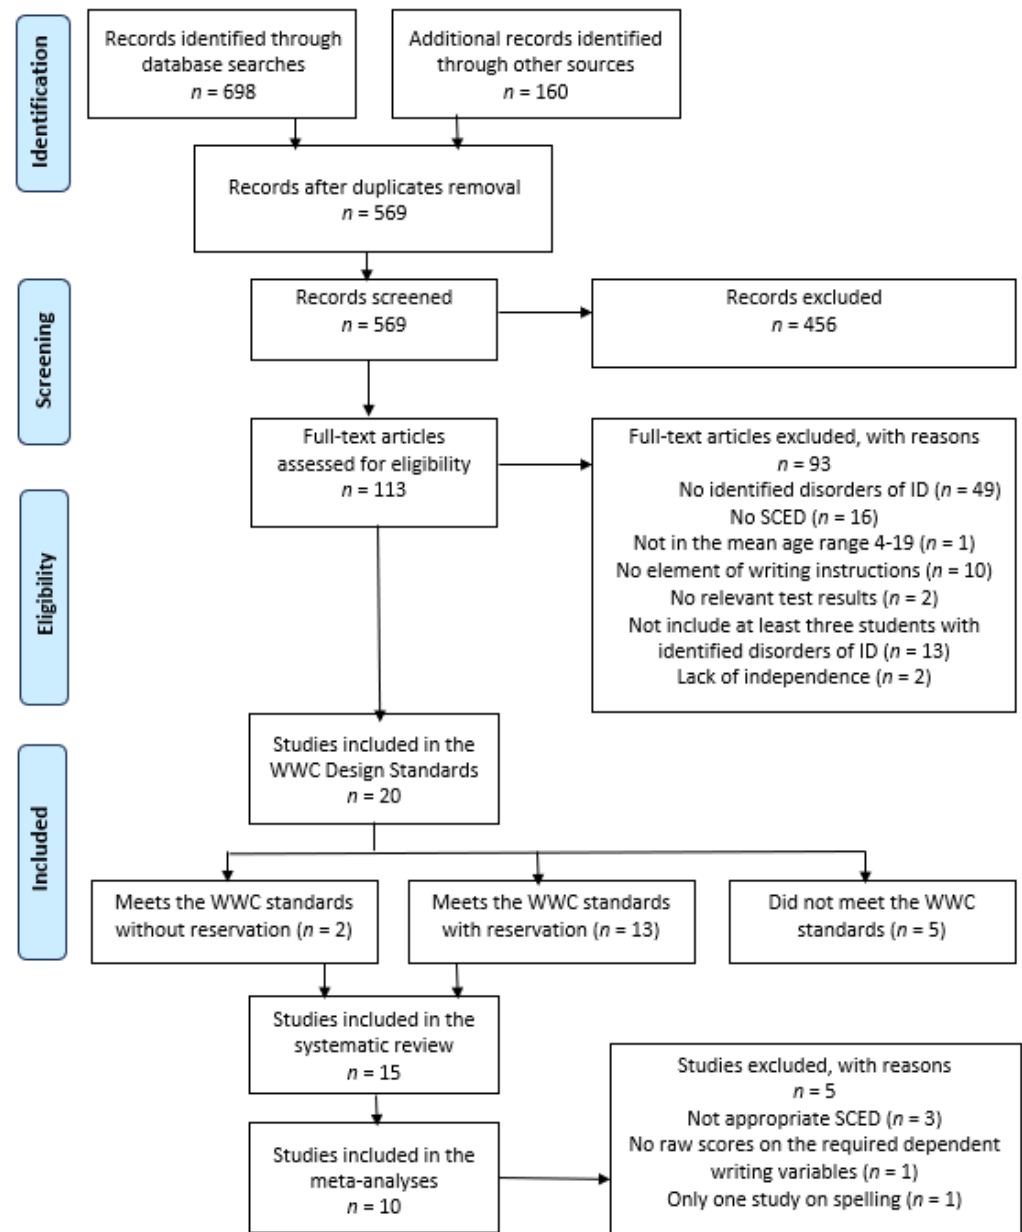 Identification
Records identified through
database searches
n = 698
Additional records identified
through other sources
n = 160
Records after duplicates removal
n = 569
Screening
Records screened
n = 569
Records excluded
n = 456
Full-text articles
assessed for eligibility
n = 113
Full-text articles excluded, with reasons
n = 93
No identified disorders of ID (n = 49)
No SCED (n = 16)
Not in the mean age range 4-19 (n = 1)
No element of writing instructions (n = 10)
No relevant test results (n = 2)
Not include at least three students with
identified disorders of ID (n = 13)
Lack of independence (n = 2)
Eligibility
Studies included in the
WWC Design Standards
n = 20
Included
Meets the WWC standards
without reservation (n = 2)
Meets the WWC standards
with reservation (n = 13)
Did not meet the WWC
standards (n = 5)
Studies included in the
systematic review
n = 15
Studies excluded, with reasons
n = 5
Not appropriate SCED (n = 3)
No raw scores on the required dependent
writing variables (n = 1)
Only one study on spelling (n = 1)
Studies included in the
meta-analyses
n = 10